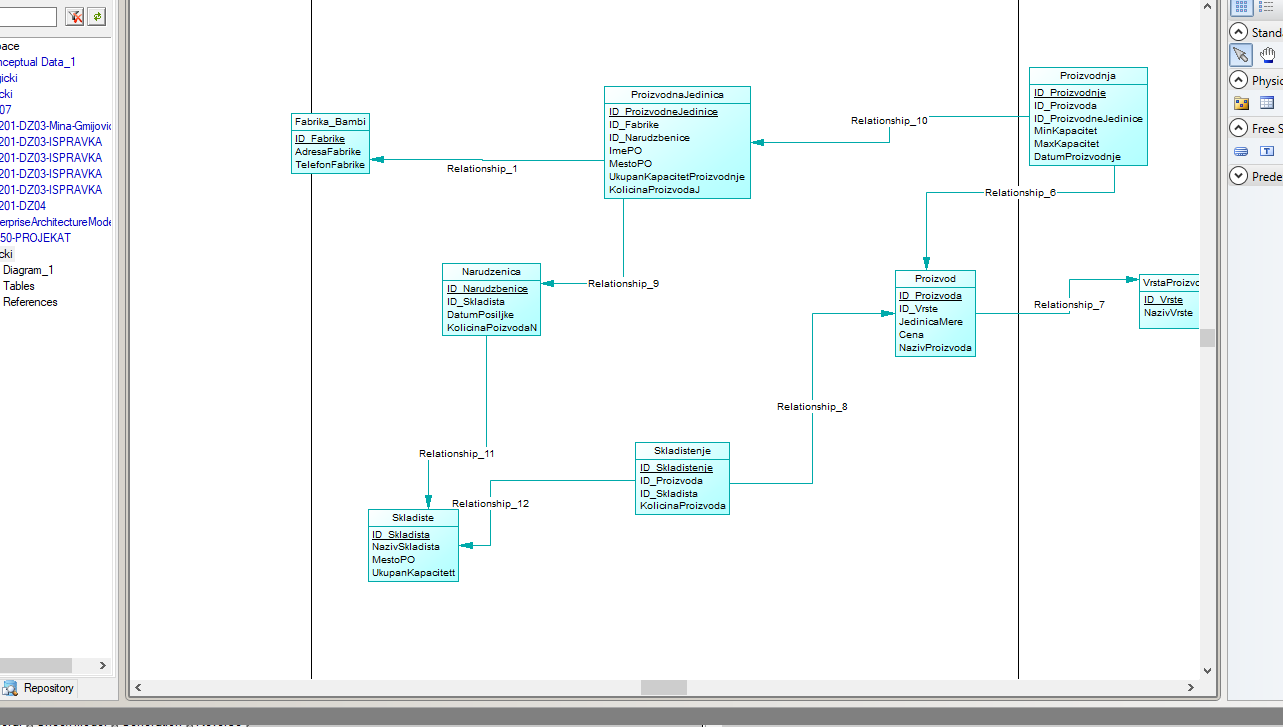 ace
nceptual Data_1
gicki
cki
07
201-DZ03-Mina-Gmijovic
201-DZ03-ISPRAVKA
201-DZ03-ISPRAVKA
201-DZ03-ISPRAVKA
201-DZ03-ISPRAVKA
201-DZ04
erpriseArchitectureMode
50-PROJEKAT
cki
Diagram_1
Tables
References
Repository
Fabrika_Bambi
ID_Fabrike
AdresaFabrike
TelefonFabrike
Relationship_1
ProizvodnaJedinica
ID_ProizvodneJedinice
ID_Fabrike
ID_Narudzbenice
ImePO
MestoPO
UkupanKapacitetProizvodnje
KolicinaProizvodaJ
Relationship_10
Proizvodnja
ID_Proizvodnje
ID_Proizvoda
ID_ProizvodneJedinice
MinKapacitet
MaxKapacitet
DatumProizvodnje
Relationship_6
Narudzenica
ID_Narudzbenice
ID_Skladista
DatumPosiljke
KolicinaPoizvodaN
Relationship_9
Proizvod
ID_Proizvoda
ID_Vrste
JedinicaMere
Cena
NazivProizvoda
Relationship_7
VrstaProizvo
ID_Vrste
NazivVrste
Relationship_8
Relationship_11
Skladistenje
ID_Skladistenje
ID_Proizvoda
ID_Skladista
KolicinaProizvoda
Relationship_12
Skladiste
ID_Skladista
NazivSkladista
MestoPO
UkupanKapacitett
Standa
Physic
Free S
Prede